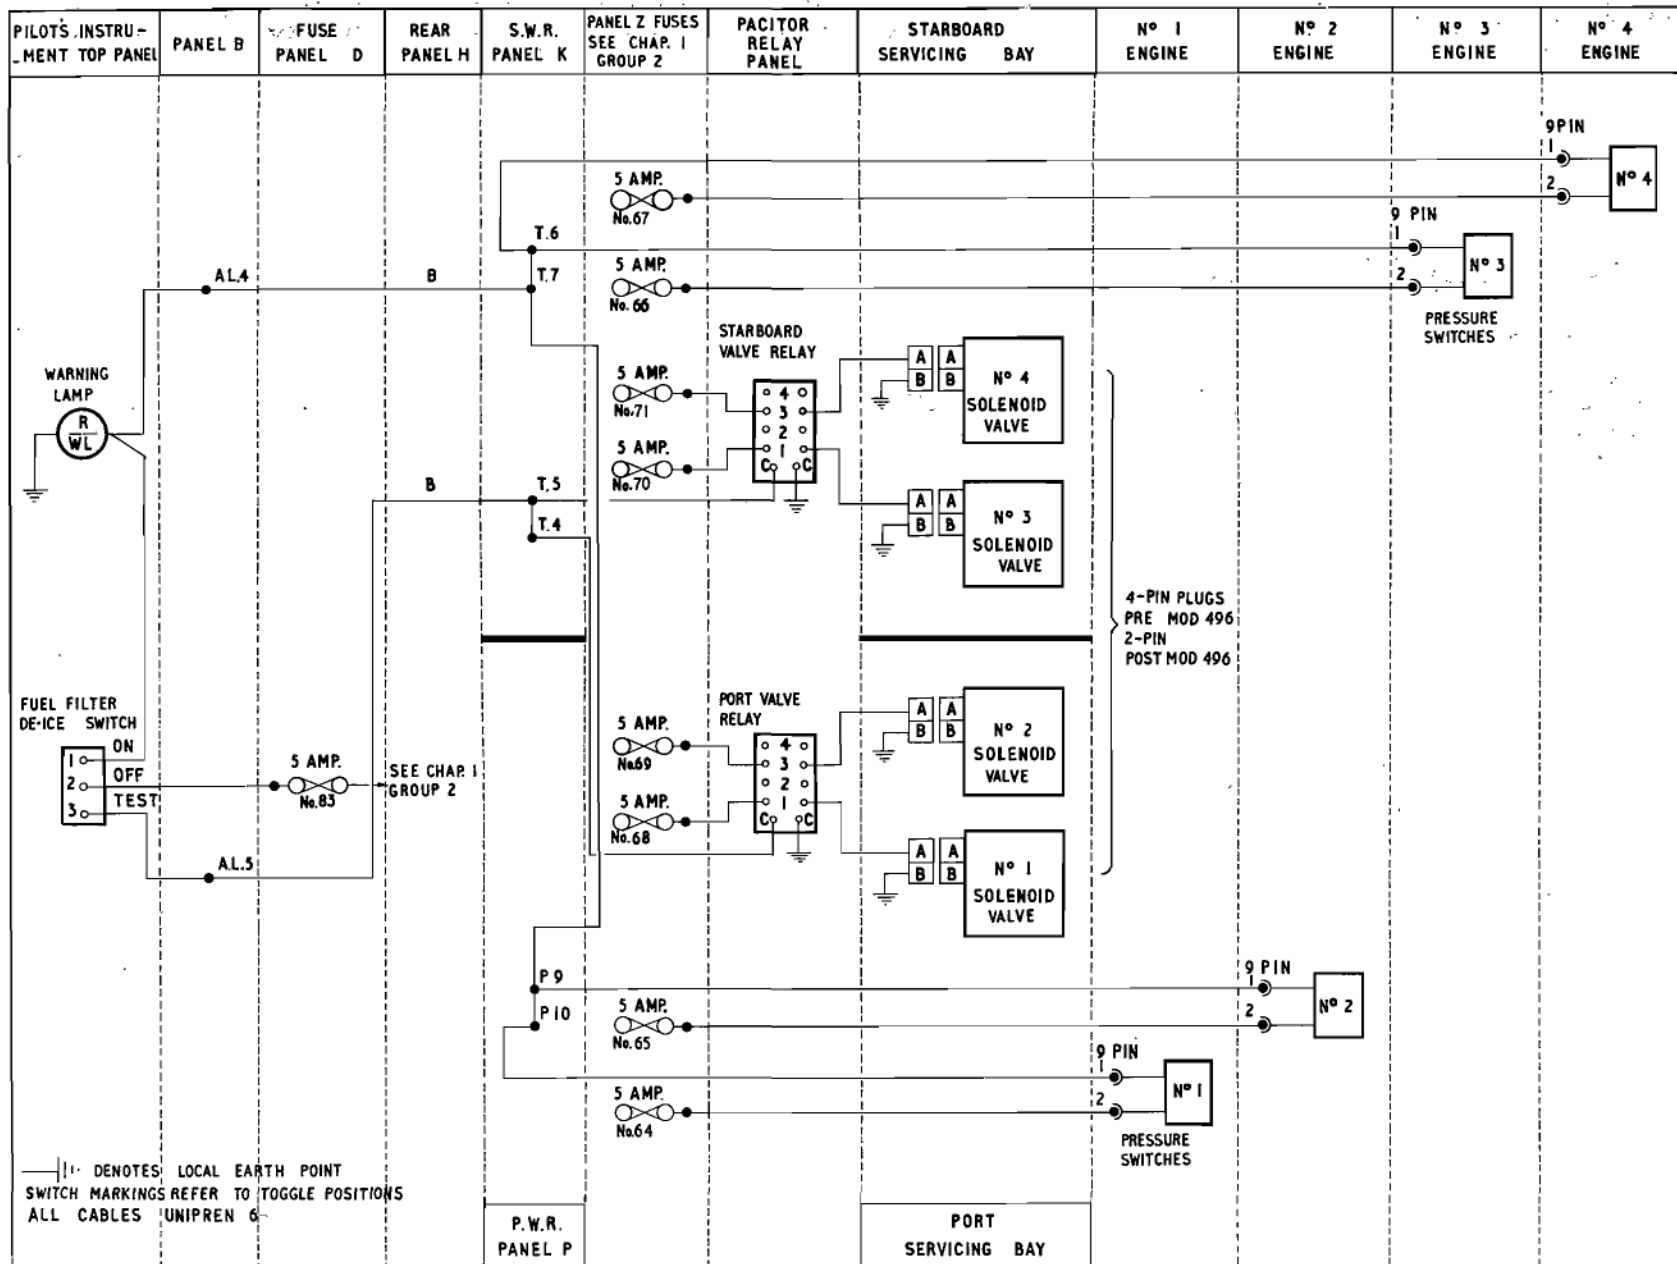 PILOTS INSTRU-
-MENT TOP PANEL
PANEL B
FUSE
PANEL D
REAR
PANEL H
S.W.R.
PANEL K
PANEL Z FUSES
SEE CHAP. 1
GROUP 2
PACITOR
RELAY
PANEL
STARBOARD
SERVICING BAY
Nº 1
ENGINE
Nº 2
ENGINE
Nº 3
ENGINE
Nº 4
ENGINE
9 PIN
1
2
Nº 4
5 AMP.
No.67
9 PIN
1
2
Nº 3
PRESSURE
SWITCHES
T.6
T.7
5 AMP.
No.66
A.L.4
B
WARNING
LAMP
R
WL
STARBOARD
VALVE RELAY
5 AMP.
No.71
5 AMP.
No.70
4
3
2
1
C C
A A
B B
Nº 4
SOLENOID
VALVE
B
T.5
T.4
A A
B B
Nº 3
SOLENOID
VALVE
4-PIN PLUGS
PRE MOD 496
2-PIN
POST MOD 496
FUEL FILTER
DE-ICE SWITCH
1 ON
2 OFF
3 TEST
5 AMP.
No.83
SEE CHAP. 1
GROUP 2
A.L.5
PORT VALVE
RELAY
5 AMP.
No.69
5 AMP.
No.68
4
3
2
1
C C
A A
B B
Nº 2
SOLENOID
VALVE
A A
B B
Nº 1
SOLENOID
VALVE
P 9
P 10
9 PIN
1
2
Nº 2
5 AMP.
No.65
9 PIN
1
2
Nº 1
5 AMP.
No.64
PRESSURE
SWITCHES
DENOTES LOCAL EARTH POINT
SWITCH MARKINGS REFER TO TOGGLE POSITIONS
ALL CABLES UNIPREN 6
P.W.R.
PANEL P
PORT
SERVICING BAY